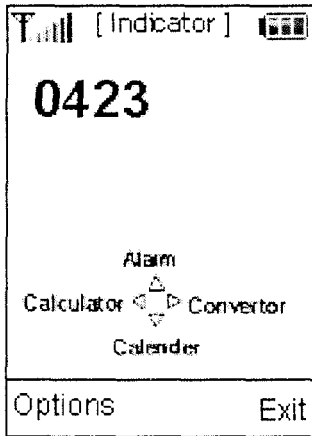 [ Indicator ]
0423
Alarm
Calculator Convertor
Calender
Options Exit